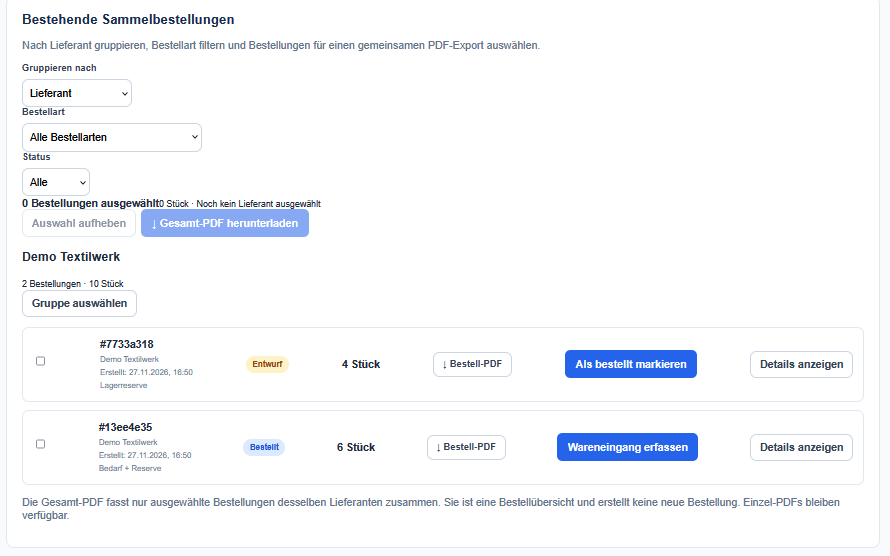 Bestehende Sammelbestellungen
Nach Lieferant gruppieren, Bestellart filtern und Bestellungen für einen gemeinsamen PDF-Export auswählen.
Gruppieren nach
Lieferant
Bestellart
Alle Bestellarten
Status
Alle
0 Bestellungen ausgewählt0 Stück · Noch kein Lieferant ausgewählt
Auswahl aufheben ↓ Gesamt-PDF herunterladen
Demo Textilwerk
2 Bestellungen · 10 Stück
Gruppe auswählen
#7733a318
Demo Textilwerk
Erstellt: 27.11.2026, 16:50
Lagerreserve
Entwurf
4 Stück
↓ Bestell-PDF
Als bestellt markieren
Details anzeigen
#13ee4e35
Demo Textilwerk
Erstellt: 27.11.2026, 16:50
Bedarf + Reserve
Bestellt
6 Stück
↓ Bestell-PDF
Wareneingang erfassen
Details anzeigen
Die Gesamt-PDF fasst nur ausgewählte Bestellungen desselben Lieferanten zusammen. Sie ist eine Bestellübersicht und erstellt keine neue Bestellung. Einzel-PDFs bleiben
verfügbar.